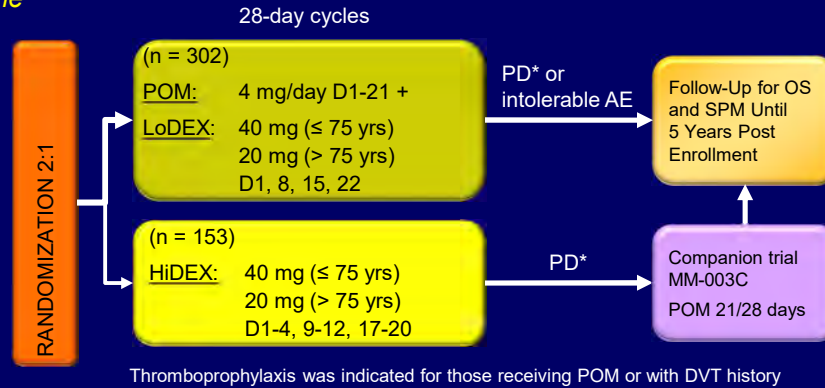 28-day cycles
RANDOMIZATION 2:1
(n = 302)
POM: 4 mg/day D1-21 +
LoDEX: 40 mg (≤ 75 yrs)
20 mg (> 75 yrs)
D1, 8, 15, 22
PD* or
intolerable AE
Follow-Up for OS
and SPM Until
5 Years Post
Enrollment
(n = 153)
HiDEX: 40 mg (≤ 75 yrs)
20 mg (> 75 yrs)
D1-4, 9-12, 17-20
PD*
Companion trial
MM-003C
POM 21/28 days
Thromboprophylaxis was indicated for those receiving POM or with DVT history